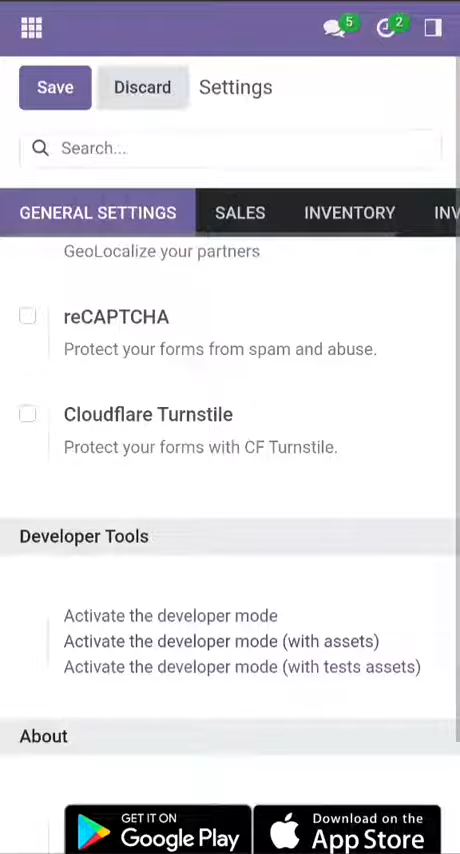 5
2
Save
Discard
Settings
Search...
GENERAL SETTINGS
SALES
INVENTORY
INV
GeoLocalize your partners
reCAPTCHA
Protect your forms from spam and abuse.
Cloudflare Turnstile
Protect your forms with CF Turnstile.
Developer Tools
Activate the developer mode
Activate the developer mode (with assets)
Activate the developer mode (with tests assets)
About
GET IT ON
Google Play
Download on the
App Store